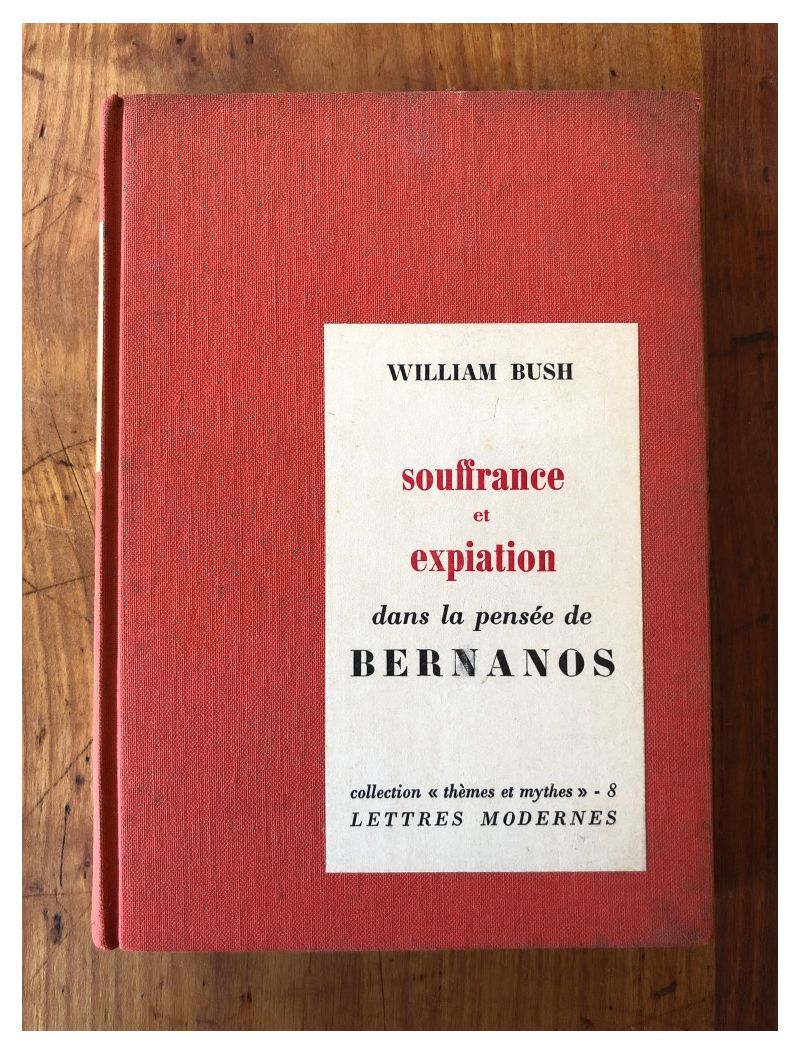 WILLIAM BUSH
souffrance
et
expiation
dans la pensée de
BERNANOS
collection « thèmes et mythes » - 8
LETTRES MODERNES